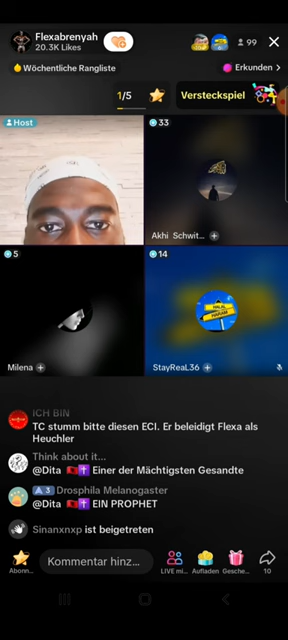 Flexabrenyah
20.3K Likes
99
Wöchentliche Rangliste
Erkunden >
1/5
Versteckspiel
Host
33
Akhi Schwit...
5
Milena
14
HALAL
HARAM
StayReaL36
ICH BIN
TC stumm bitte diesen ECI. Er beleidigt Flexa als
Heuchler
Think about it...
@Dita 🇦🇱✝️ Einer der Mächtigsten Gesandte
3 Drosphila Melanogaster
@Dita 🇦🇱✝️ EIN PROPHET
Sinanxnxp ist beigetreten
Kommentar hinz...
Abonn...
LIVE mi...
Aufladen
Gesche...
10